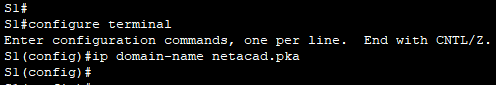 S1#
S1#configure terminal
Enter configuration commands, one per line.  End with CNTL/Z.
S1(config)#ip domain-name netacad.pka
S1(config)#